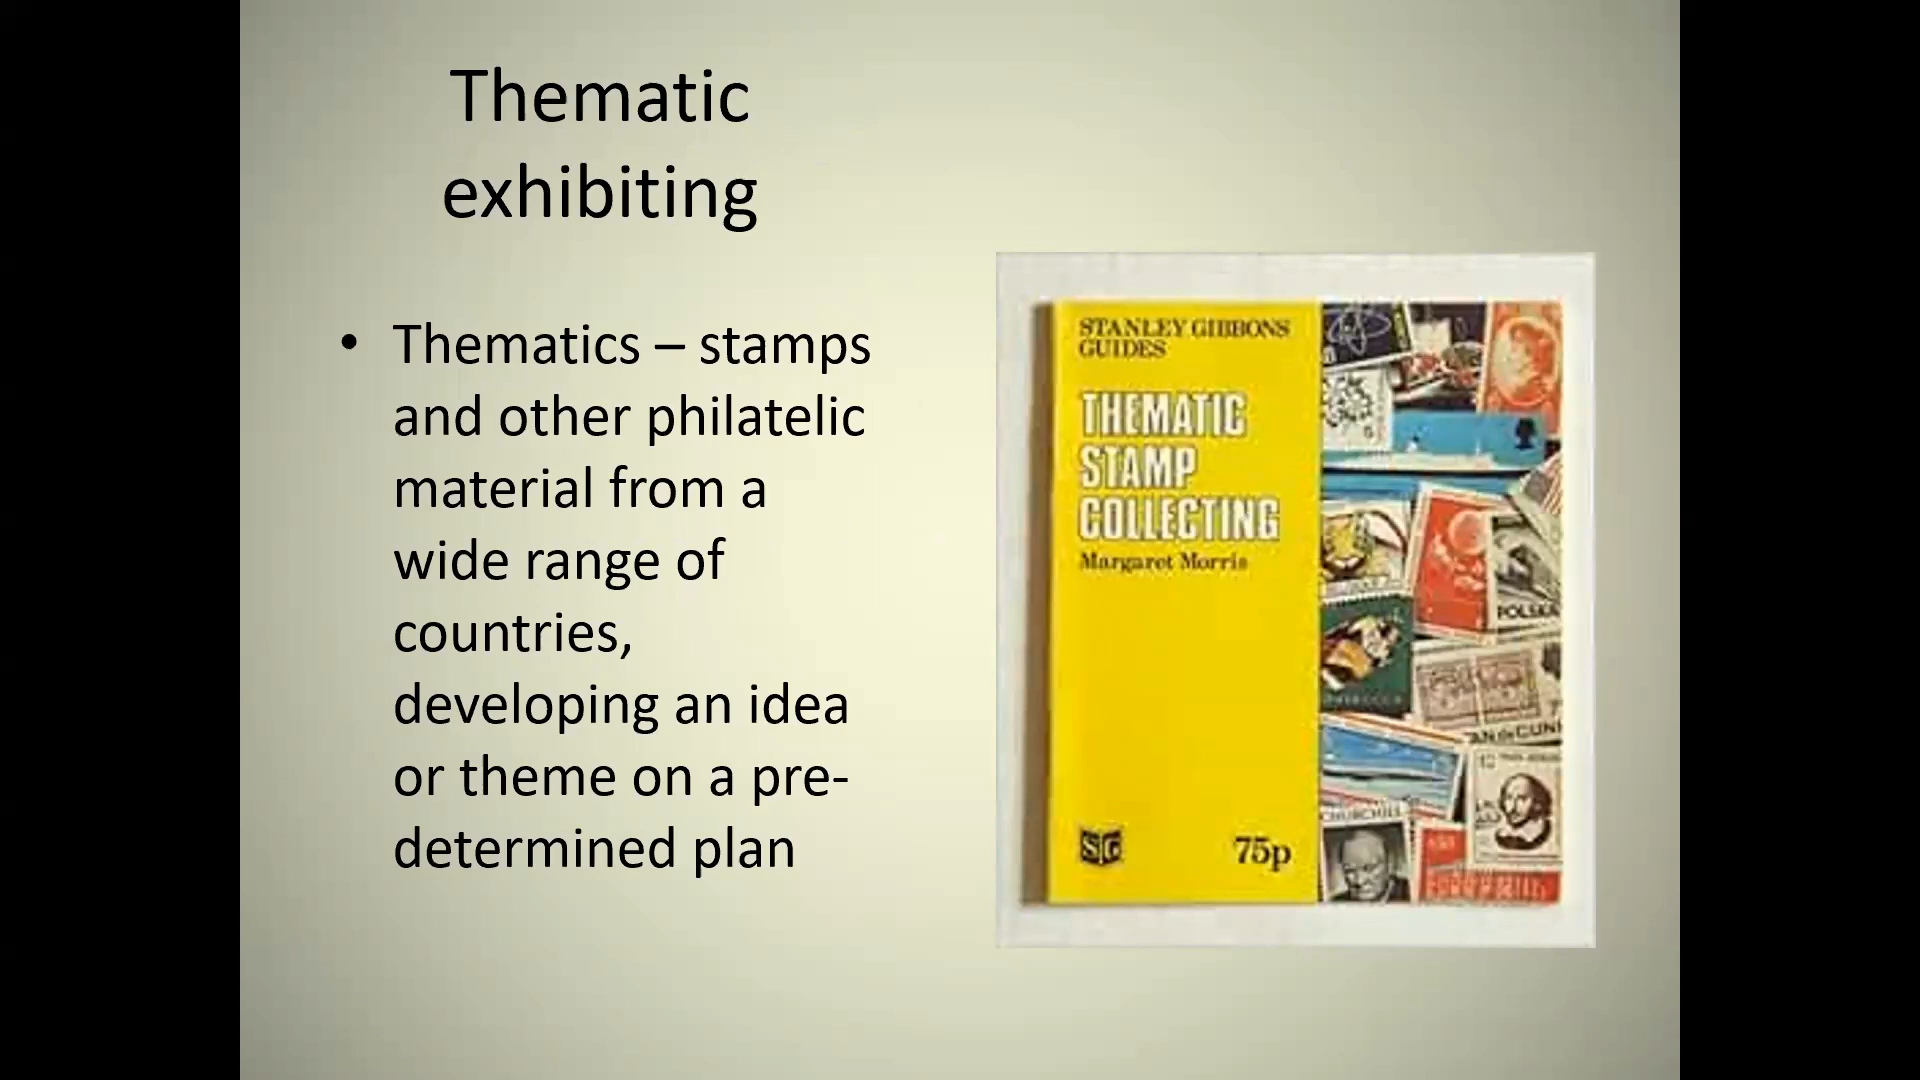 Thematic
exhibiting
• Thematics – stamps
and other philatelic
material from a
wide range of
countries,
developing an idea
or theme on a pre-
determined plan
STANLEY GIBBONS
GUIDES
THEMATIC
STAMP
COLLECTING
Margaret Morris
SG
75p
POLSKA
CHURCHILL